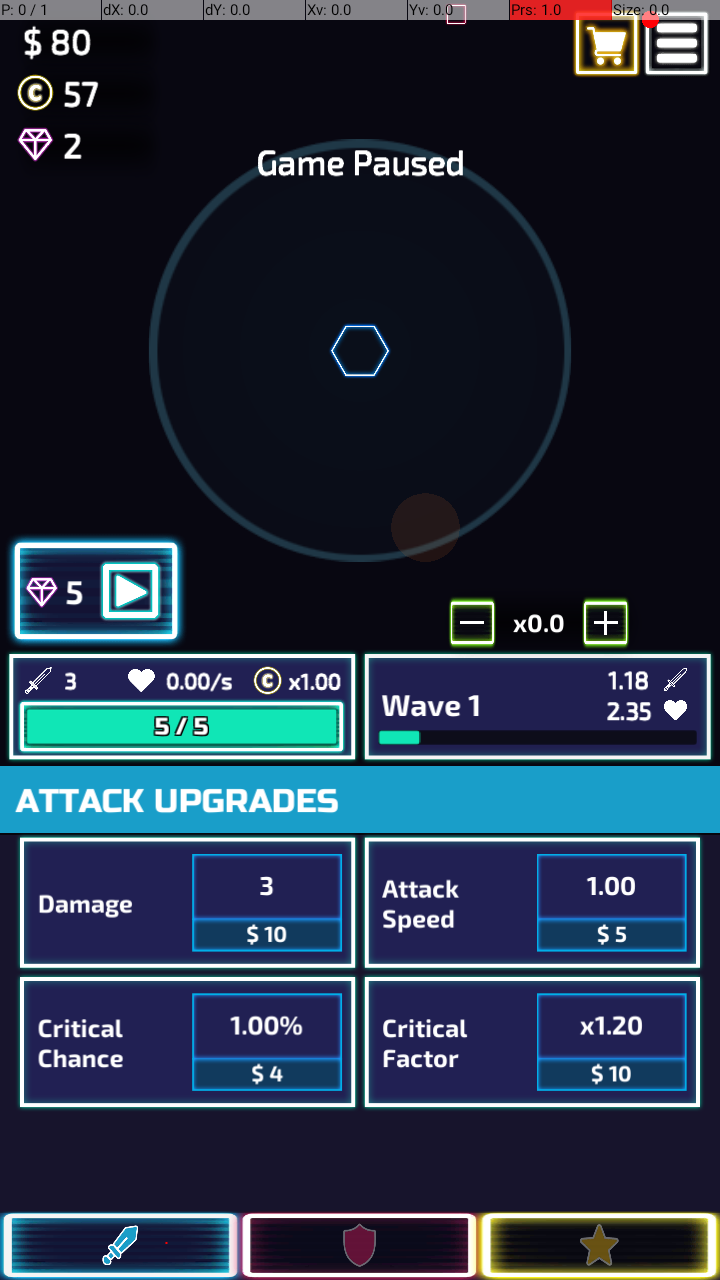 P: 0 / 1 dX: 0.0 dY: 0.0 Xv: 0.0 Yv: 0.0 Prs: 1.0 Size: 0.0
$ 80
C 57
2
Game Paused
5
x0.0
3 0.00/s C x1.00
5 / 5
Wave 1
1.18
2.35
ATTACK UPGRADES
Damage
3
$ 10
Attack
Speed
1.00
$ 5
Critical
Chance
1.00%
$ 4
Critical
Factor
x1.20
$ 10